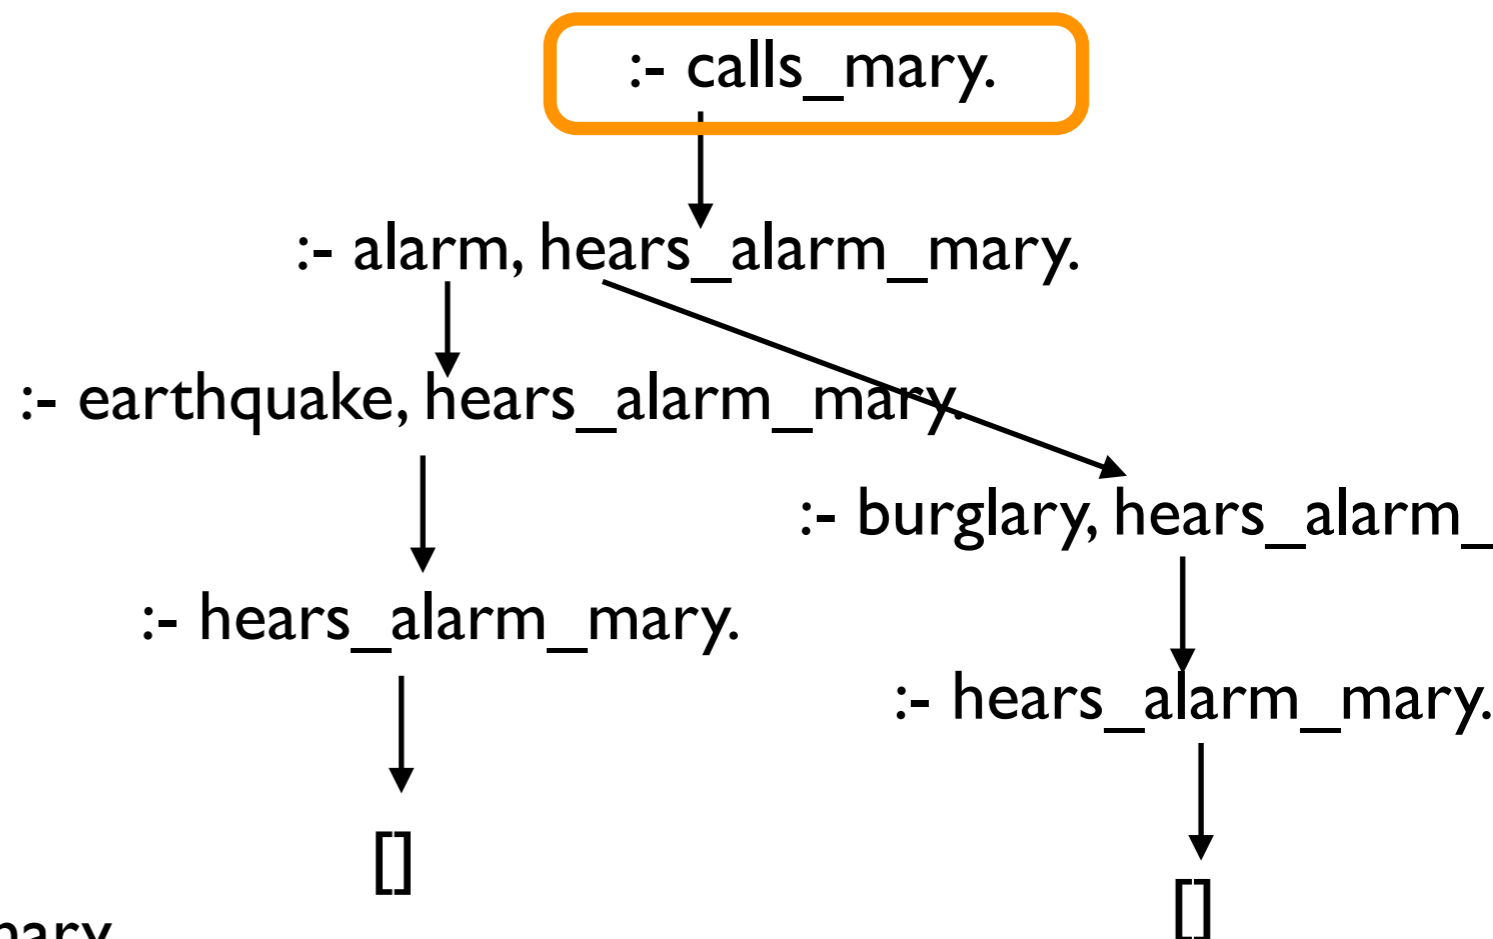 :- calls_mary.
:- alarm, hears_alarm_mary.
:- earthquake, hears_alarm_mary.
:- burglary, hears_alarm_
:- hears_alarm_mary.
:- hears_alarm_mary.
[]
[]